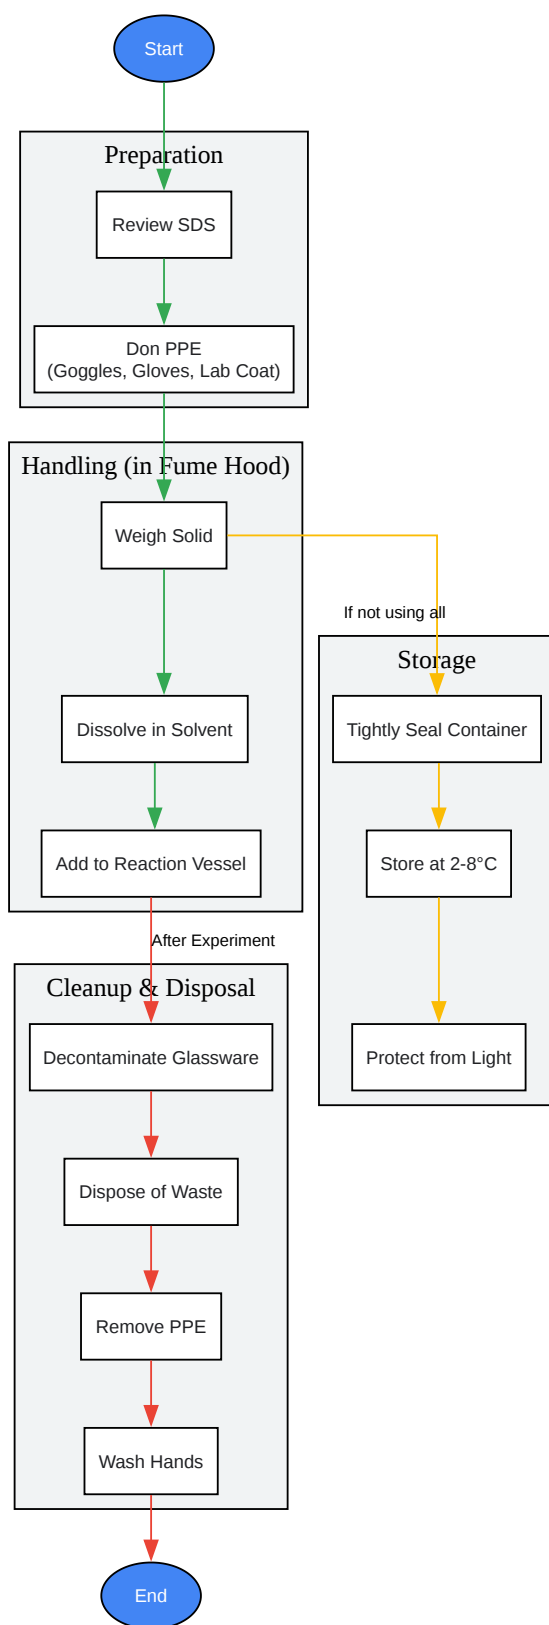 Start
Preparation
Review SDS
Don PPE
(Goggles, Gloves, Lab Coat)
Handling (in Fume Hood)
Weigh Solid
If not using all
Storage
Dissolve in Solvent
Tightly Seal Container
Add to Reaction Vessel
Store at 2-8°C
After Experiment
Cleanup & Disposal
Decontaminate Glassware
Protect from Light
Dispose of Waste
Remove PPE
Wash Hands
End